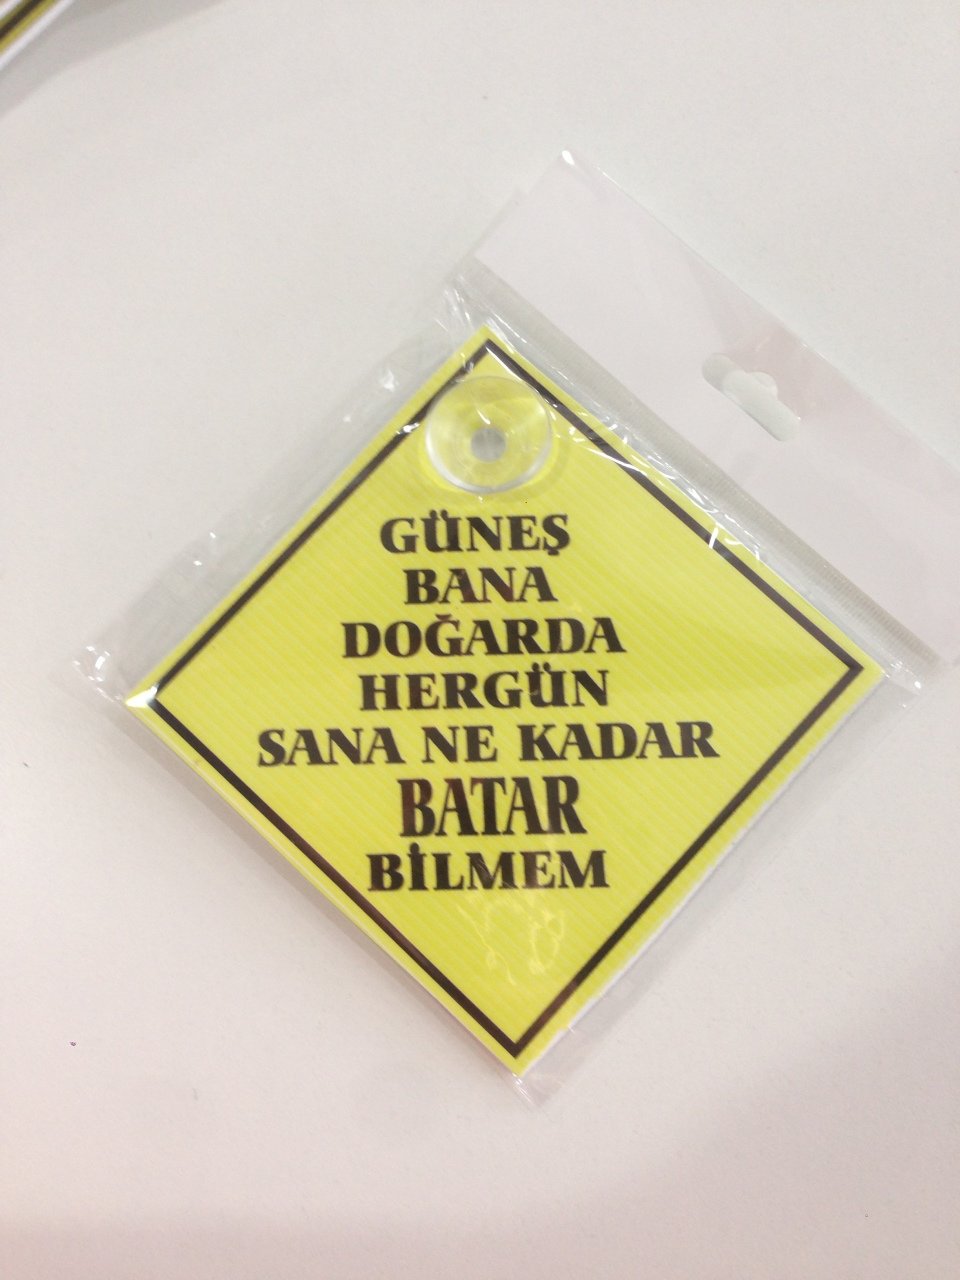 GÜNEŞ
BANA
DOĞARDA
HERGÜN
SANA NE KADAR
BATAR
BİLMEM